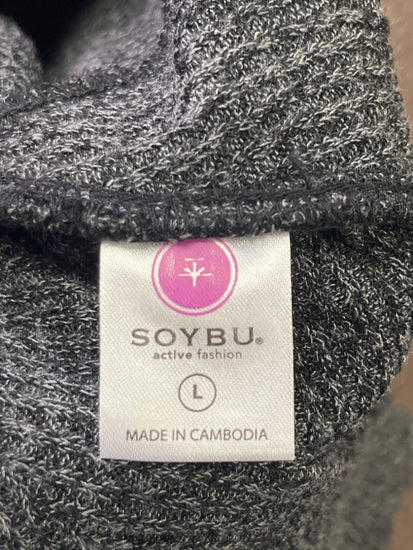 SOYBU®
active fashion
L
MADE IN CAMBODIA